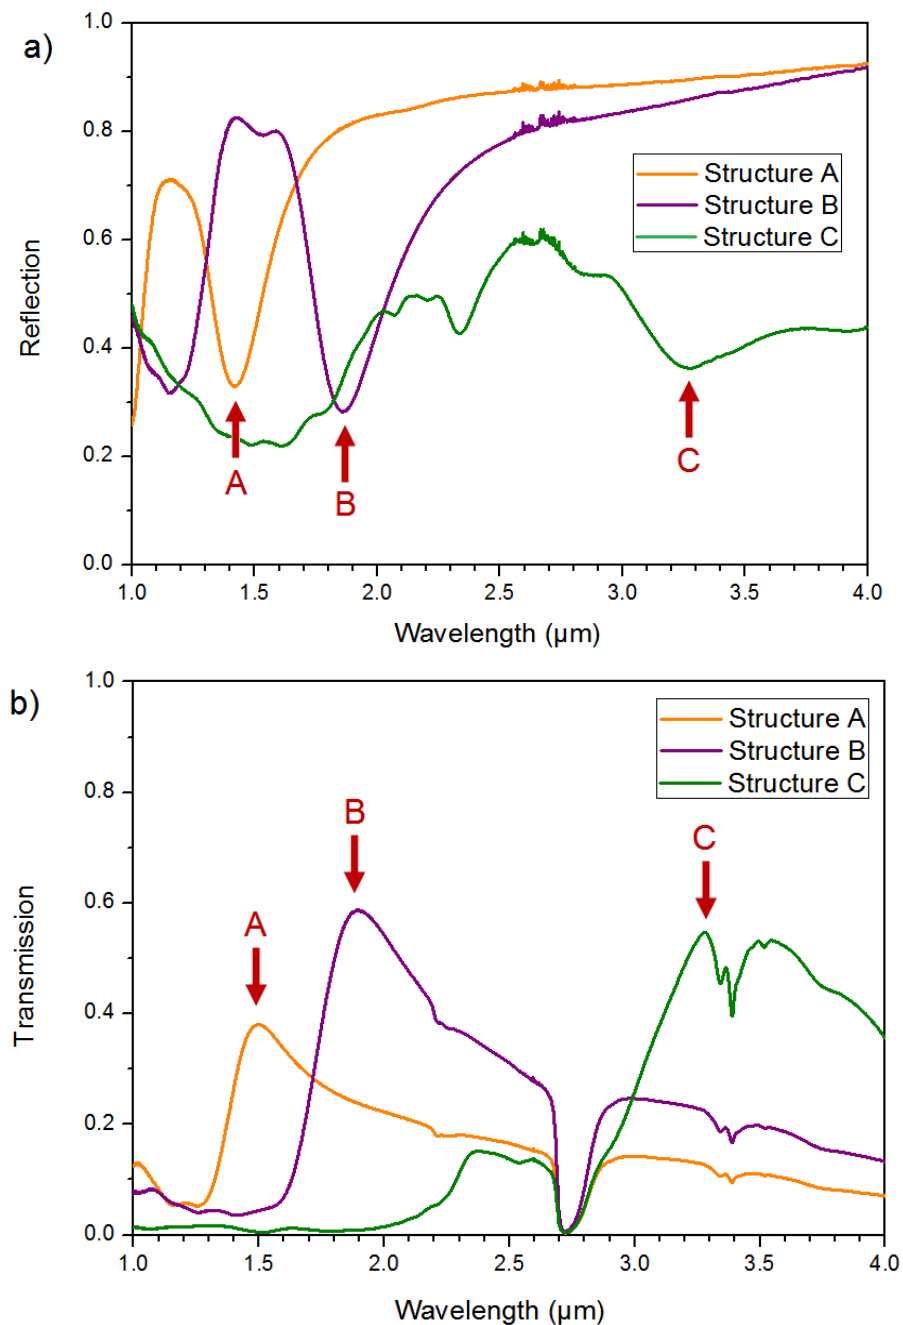 a)
1.0
0.8
0.6
0.4
0.2
0.0
Reflection
Structure A
Structure B
Structure C
A
B
C
1.0 1.5 2.0 2.5 3.0 3.5 4.0
Wavelength (µm)
b)
1.0
0.8
0.6
0.4
0.2
0.0
Transmission
Structure A
Structure B
Structure C
A
B
C
1.0 1.5 2.0 2.5 3.0 3.5 4.0
Wavelength (µm)